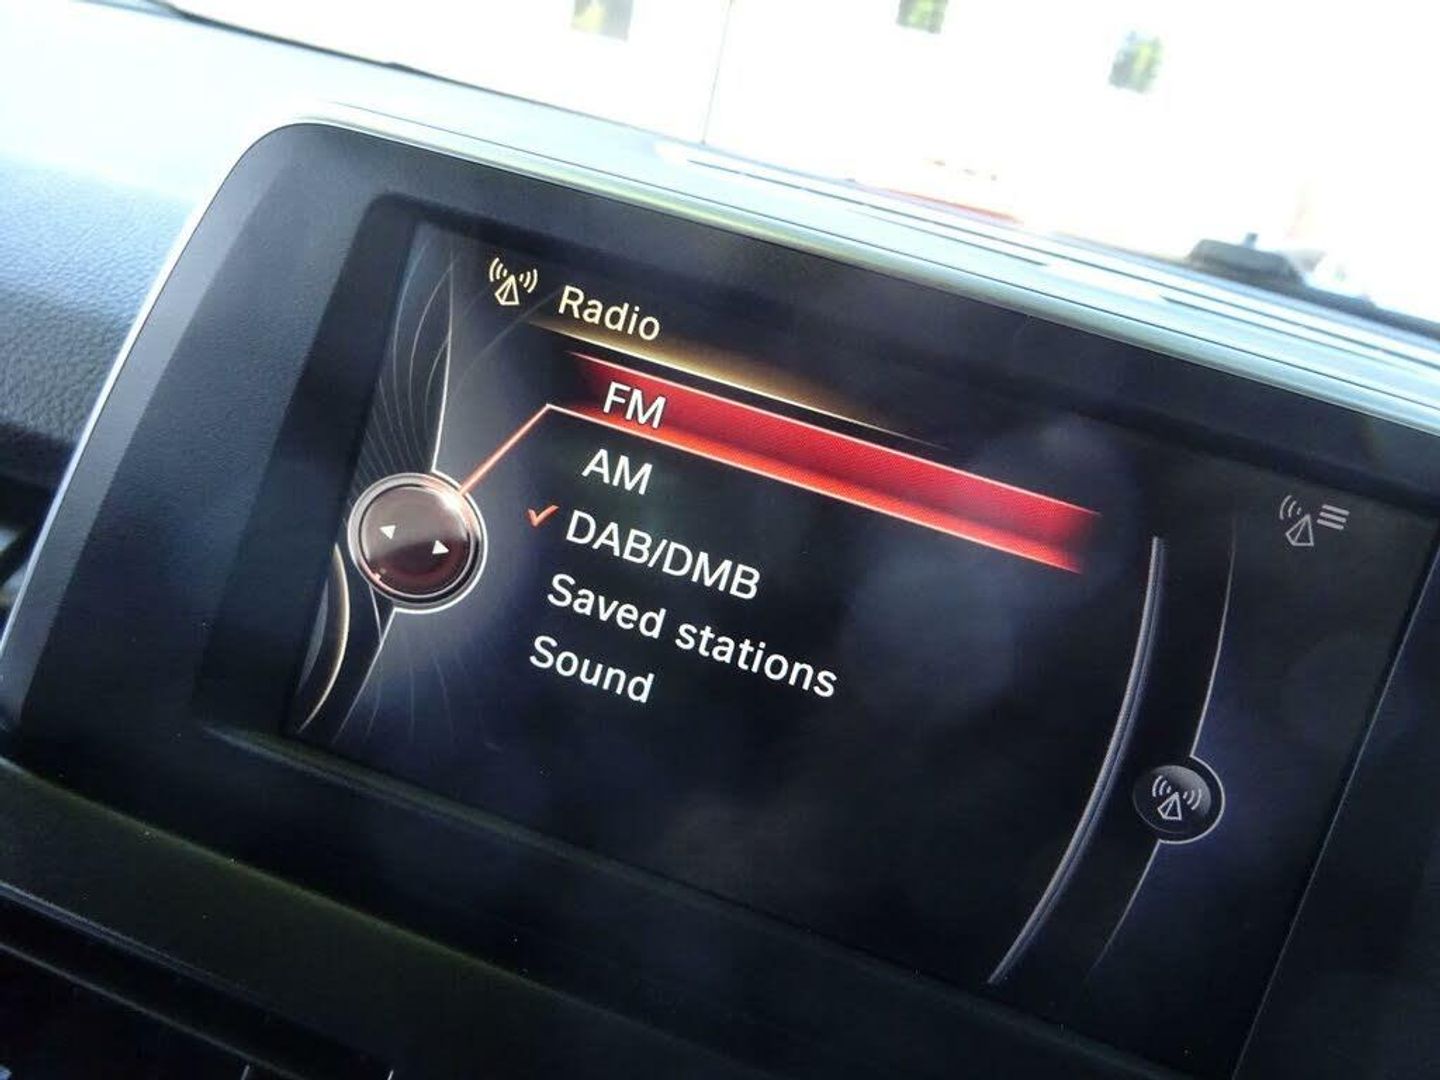 Radio
FM
AM
DAB/DMB
Saved stations
Sound